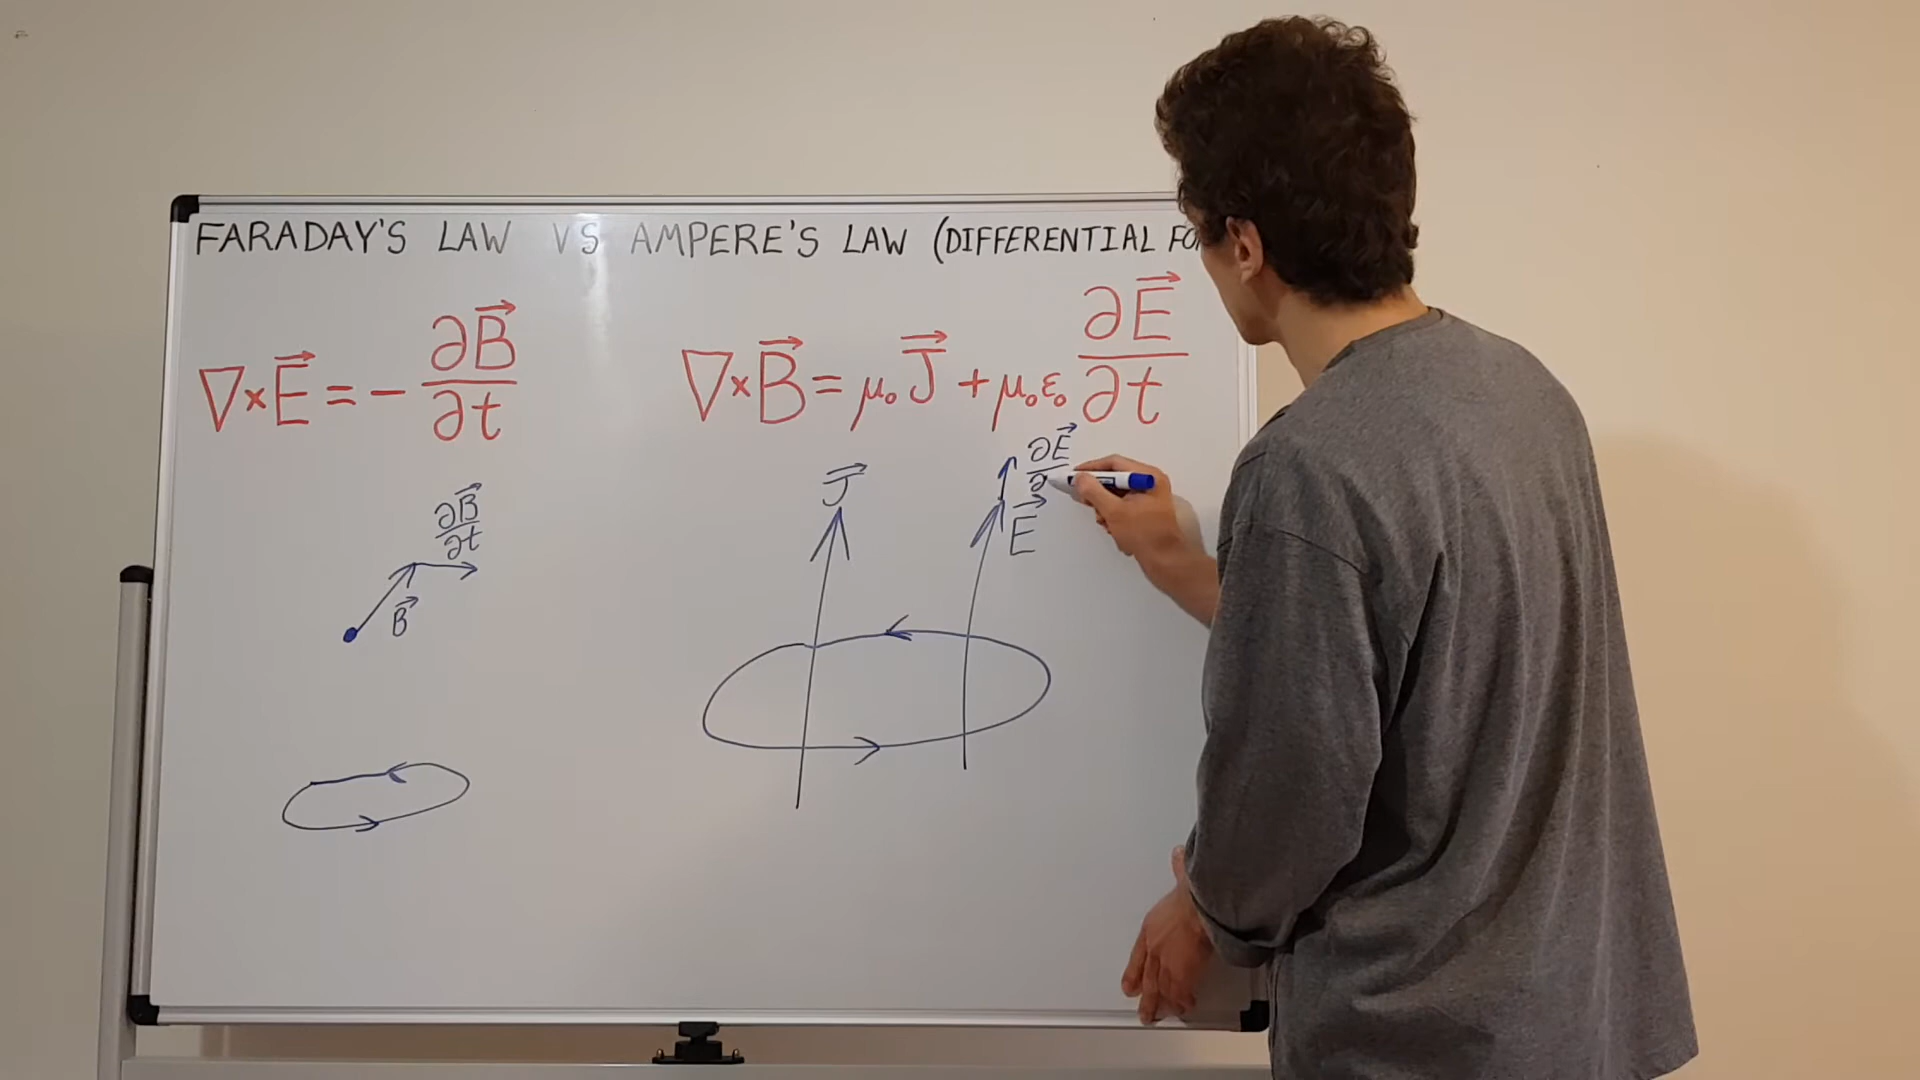 FARADAY'S LAW VS AMPERE'S LAW (DIFFERENTIAL FO
∇×E⃗ = - ∂B⃗/∂t
∇×B⃗ = μ₀J⃗ + μ₀ε₀ ∂E⃗/∂t
∂B⃗/∂t
B⃗
J⃗
∂E⃗/∂
E⃗